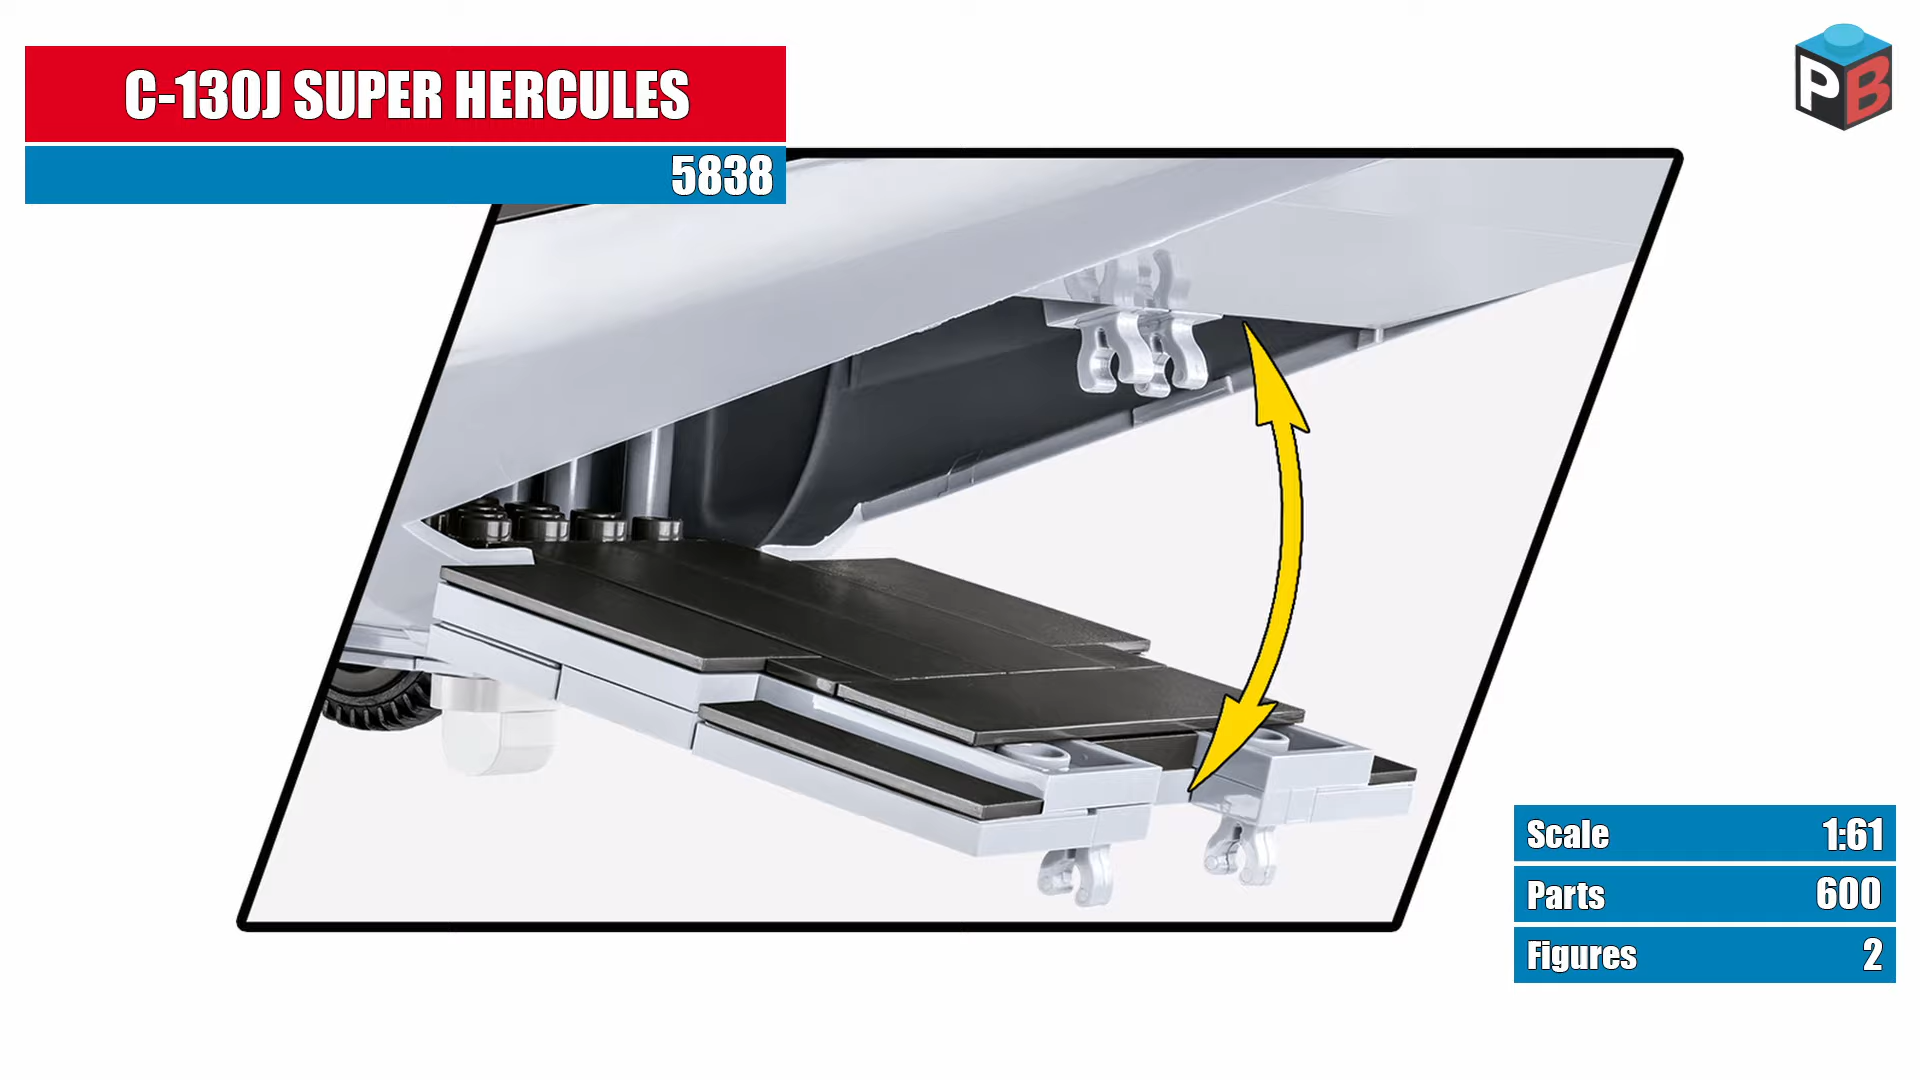 C-130J SUPER HERCULES
5838
PB
Scale 1:61
Parts 600
Figures 2